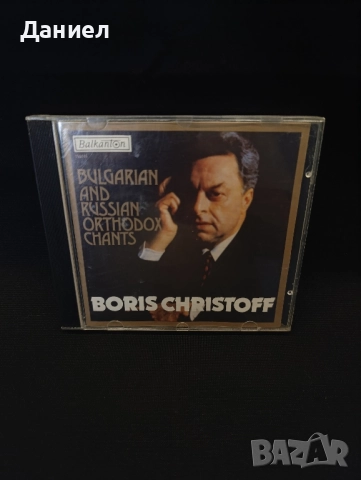 Даниел
Balkanton
BULGARIAN
AND
RUSSIAN
ORTHODOX
CHANTS
BORIS CHRISTOFF
BAZAR